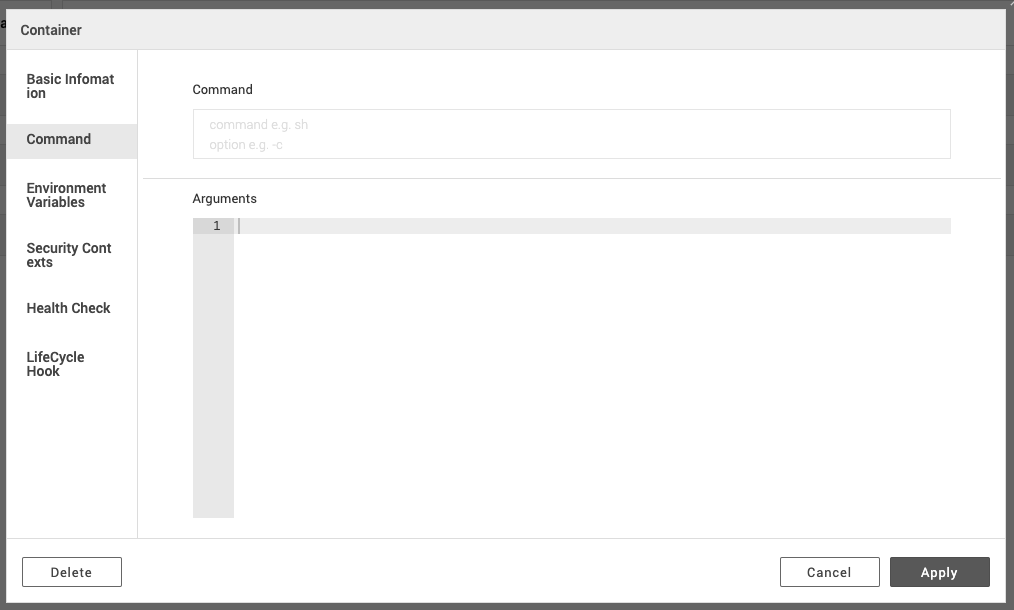 a
Container
Basic Infomat
ion
Command
Environment
Variables
Security Cont
exts
Health Check
LifeCycle
Hook
Command
command e.g. sh
option e.g. -c
Arguments
1
Delete
Cancel
Apply